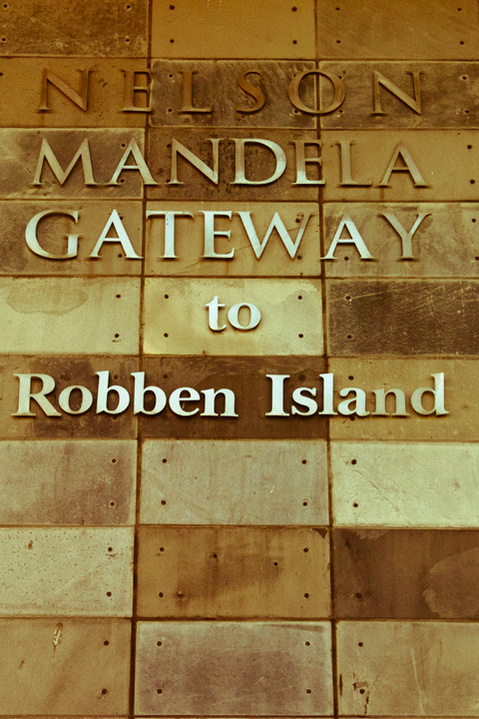 NELSON
MANDELA
GATEWAY
to
Robben Island